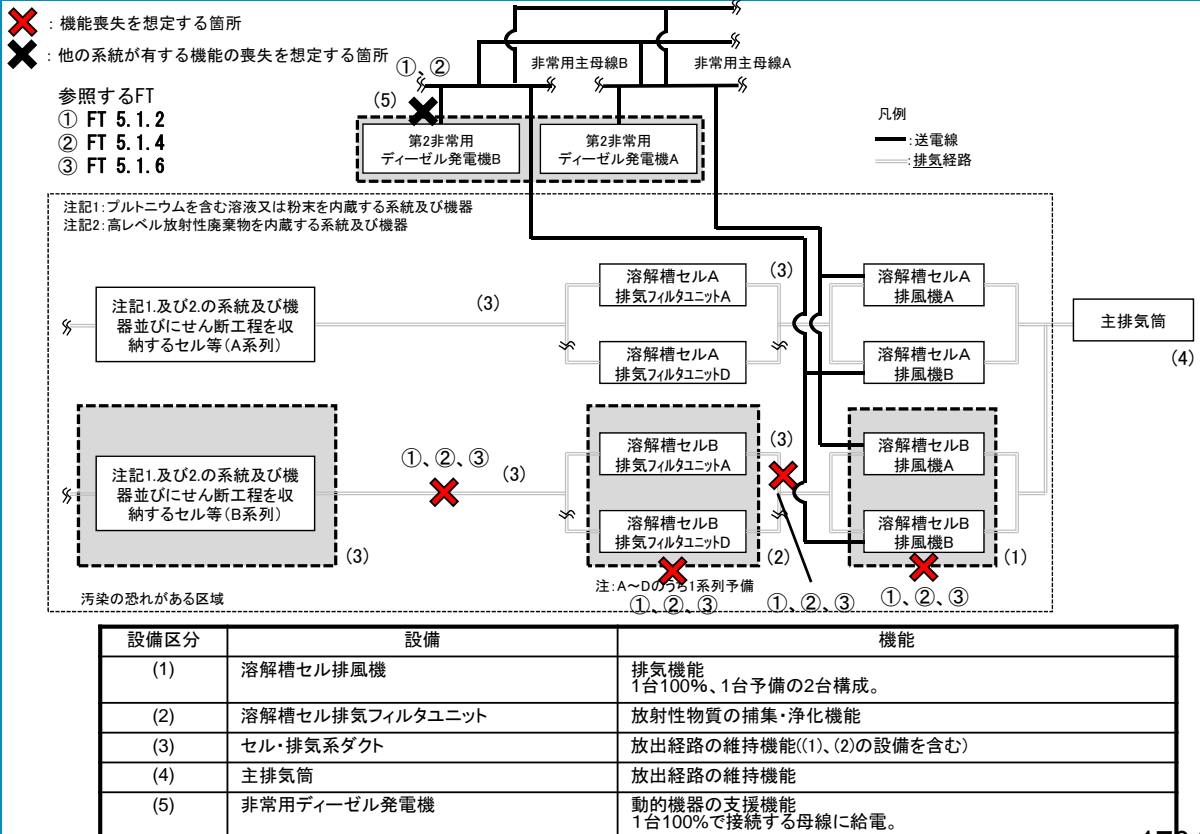 ：機能喪失を想定する箇所
：他の系統が有する機能の喪失を想定する箇所
参照するFT
① FT 5.1.2
② FT 5.1.4
③ FT 5.1.6
①、②
(5)
非常用主母線B
非常用主母線A
第2非常用
ディーゼル発電機B
第2非常用
ディーゼル発電機A
凡例
：送電線
：排気経路
注記1：プルトニウムを含む溶液又は粉末を内蔵する系統及び機器
注記2：高レベル放射性廃棄物を内蔵する系統及び機器
注記1.及び2.の系統及び機
器並びにせん断工程を収
納するセル等（A系列）
(3)
溶解槽セルA
排気フィルタユニットA
溶解槽セルA
排気フィルタユニットD
(3)
溶解槽セルA
排風機A
溶解槽セルA
排風機B
主排気筒
(4)
注記1.及び2.の系統及び機
器並びにせん断工程を収
納するセル等（B系列）
(3)
①、②、③
(3)
溶解槽セルB
排気フィルタユニットA
溶解槽セルB
排気フィルタユニットD
(2)
(3)
溶解槽セルB
排風機A
溶解槽セルB
排風機B
(1)
注：A～Dのうち1系列予備
①、②、③
①、②、③
①、②、③
汚染の恐れがある区域
設備区分 設備 機能
(1) 溶解槽セル排風機 排気機能
1台100%、1台予備の2台構成。
(2) 溶解槽セル排気フィルタユニット 放射性物質の捕集・浄化機能
(3) セル・排気系ダクト 放出経路の維持機能((1)、(2)の設備を含む)
(4) 主排気筒 放出経路の維持機能
(5) 非常用ディーゼル発電機 動的機器の支援機能
1台100%で接続する母線に給電。